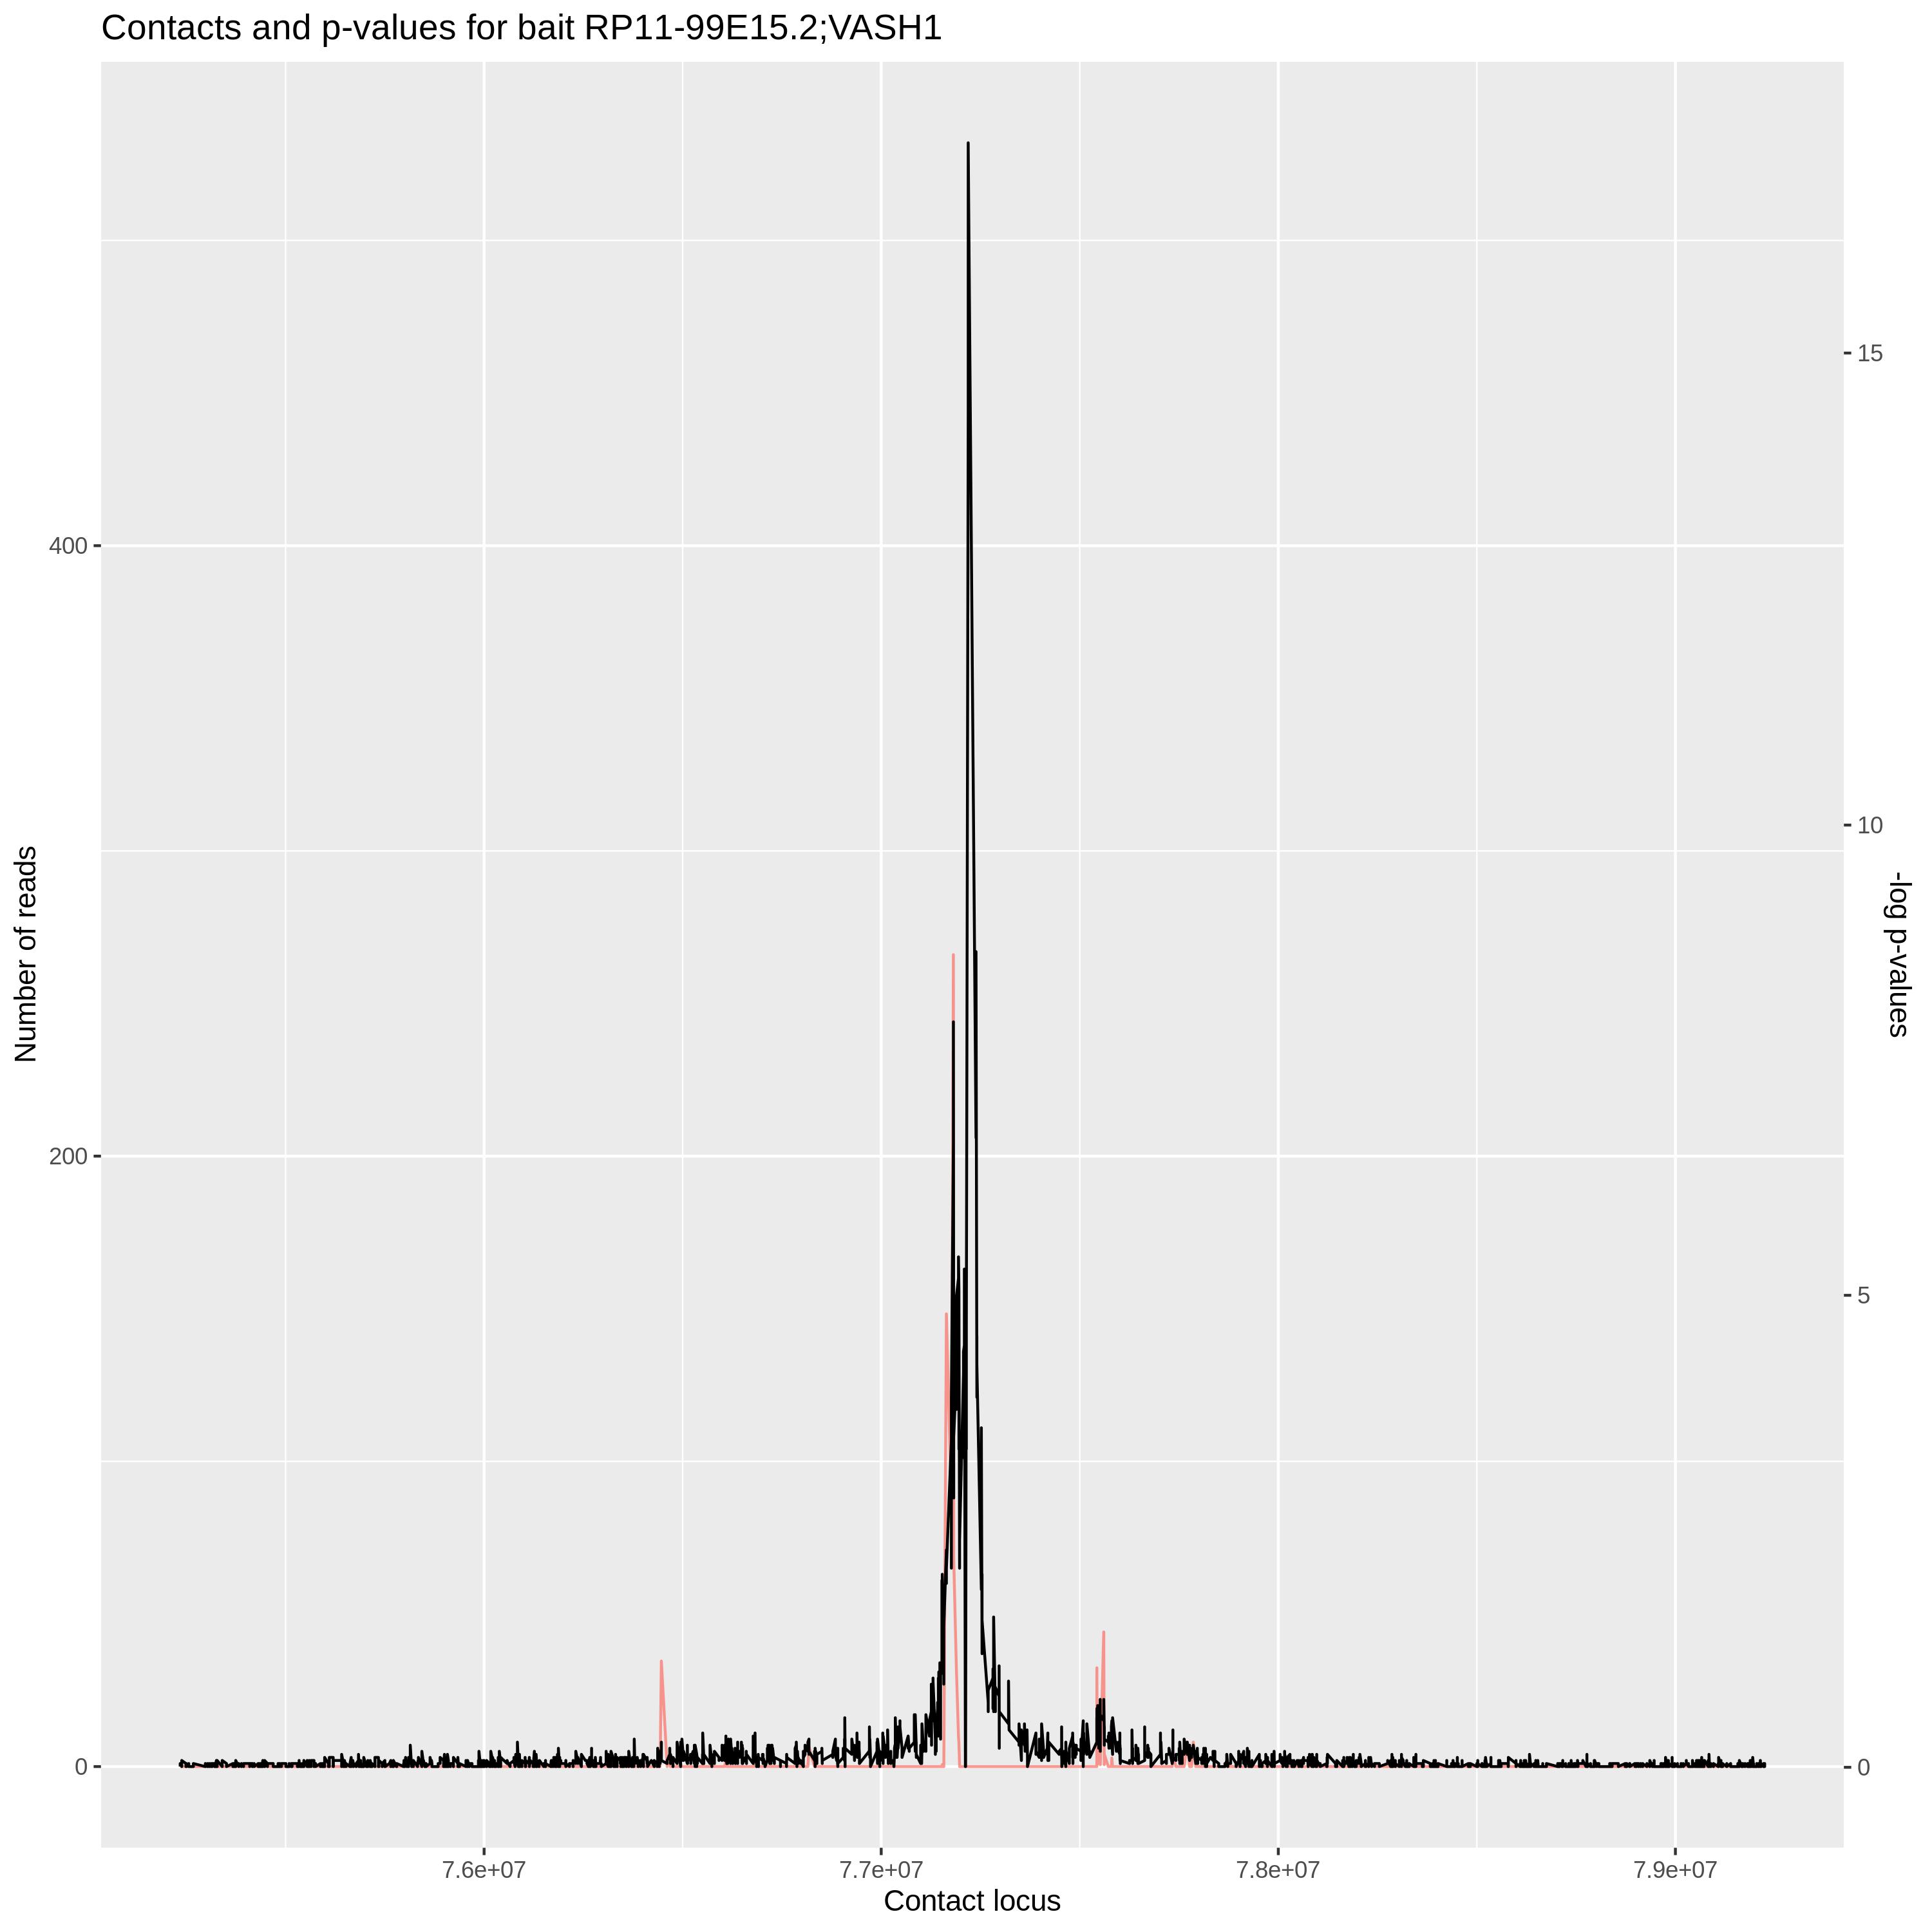 Contacts and p-values for bait RP11-99E15.2;VASH1
Number of reads
400
200
0
15
10
5
0
-log p-values
7.6e+07
7.7e+07
7.8e+07
7.9e+07
Contact locus